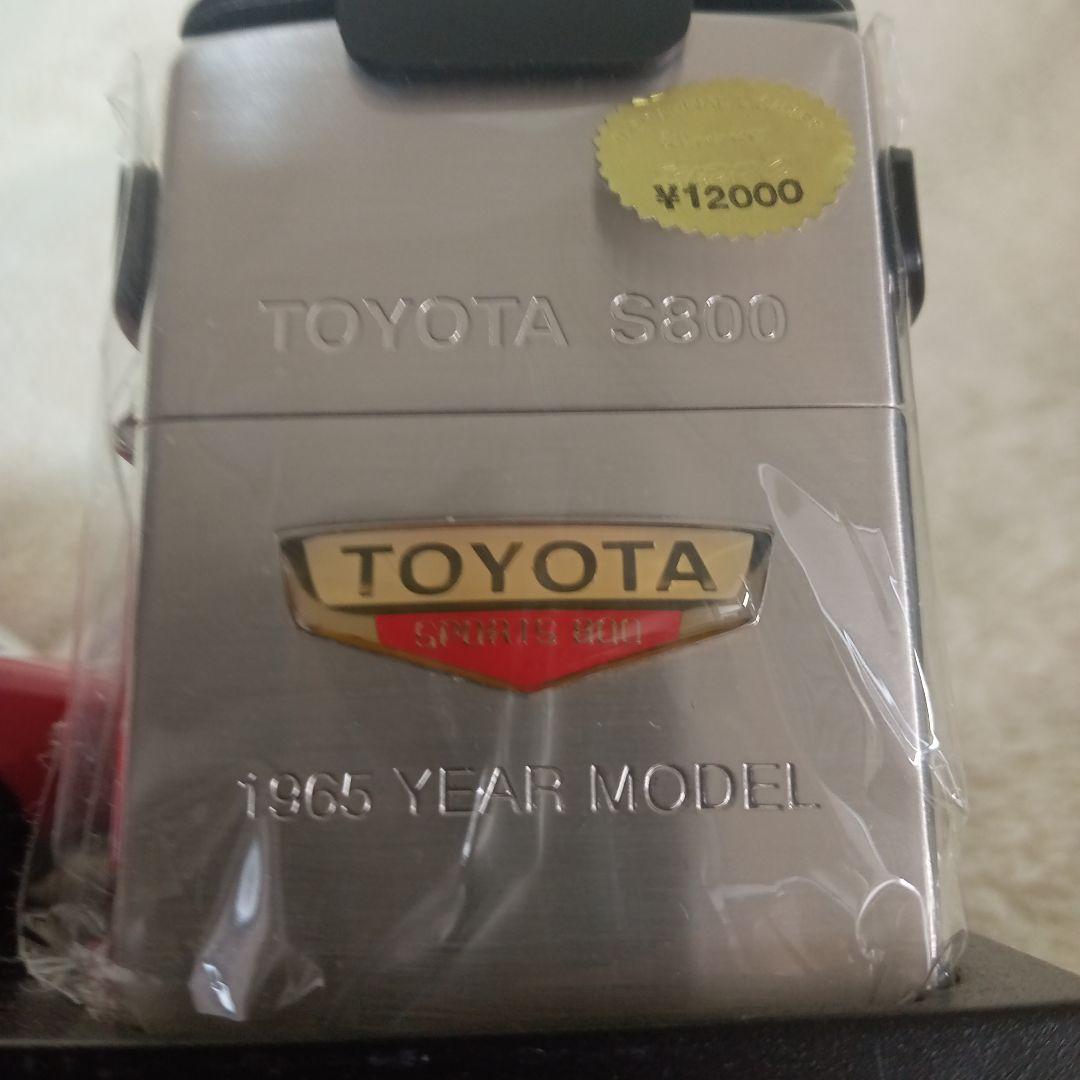 ¥12000
TOYOTA S800
TOYOTA
SPORTS 800
1965 YEAR MODEL